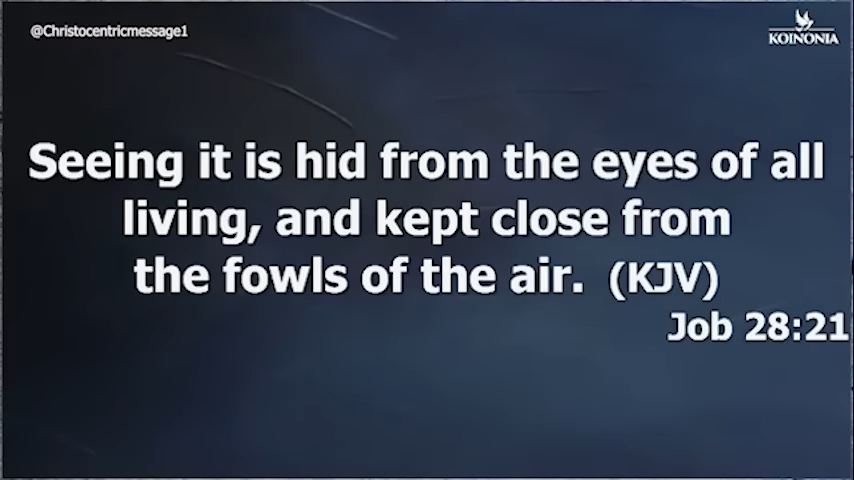 @Christocentricmessage1
KOINONIA
Seeing it is hid from the eyes of all
living, and kept close from
the fowls of the air. (KJV)
Job 28:21